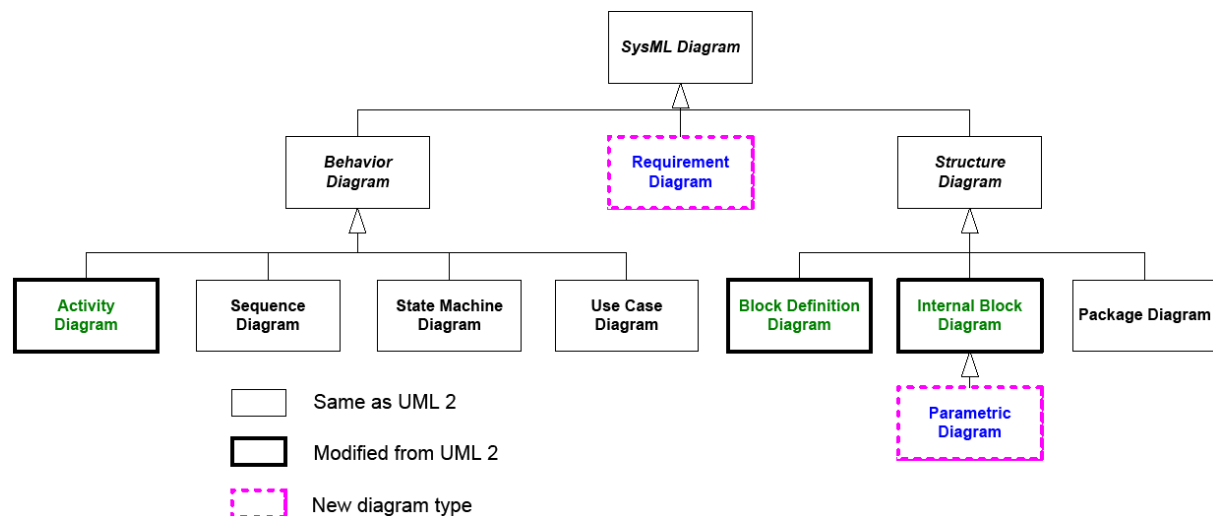 SysML Diagram
Behavior
Diagram
Requirement
Diagram
Structure
Diagram
Activity
Diagram
Sequence
Diagram
State Machine
Diagram
Use Case
Diagram
Block Definition
Diagram
Internal Block
Diagram
Package Diagram
Parametric
Diagram
Same as UML 2
Modified from UML 2
New diagram type